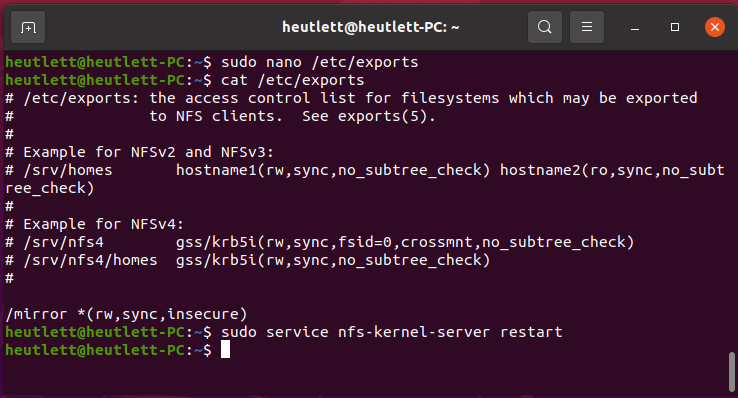 heutlett@heutlett-PC: ~
heutlett@heutlett-PC:~$ sudo nano /etc/exports
heutlett@heutlett-PC:~$ cat /etc/exports
# /etc/exports: the access control list for filesystems which may be exported
#               to NFS clients.  See exports(5).
#
# Example for NFSv2 and NFSv3:
# /srv/homes       hostname1(rw,sync,no_subtree_check) hostname2(ro,sync,no_subt
ree_check)
#
# Example for NFSv4:
# /srv/nfs4        gss/krb5i(rw,sync,fsid=0,crossmnt,no_subtree_check)
# /srv/nfs4/homes  gss/krb5i(rw,sync,no_subtree_check)
#
/mirror *(rw,sync,insecure)
heutlett@heutlett-PC:~$ sudo service nfs-kernel-server restart
heutlett@heutlett-PC:~$